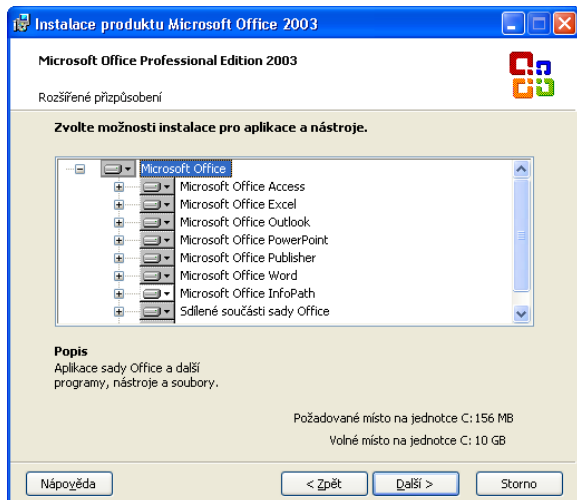 Instalace produktu Microsoft Office 2003
Microsoft Office Professional Edition 2003
Rozšířené přizpůsobení
Zvolte možnosti instalace pro aplikace a nástroje.
Microsoft Office
Microsoft Office Access
Microsoft Office Excel
Microsoft Office Outlook
Microsoft Office PowerPoint
Microsoft Office Publisher
Microsoft Office Word
Microsoft Office InfoPath
Sdílené součásti sady Office
Popis
Aplikace sady Office a další
programy, nástroje a soubory.
Požadované místo na jednotce C: 156 MB
Volné místo na jednotce C: 10 GB
Nápověda
< Zpět
Další >
Storno